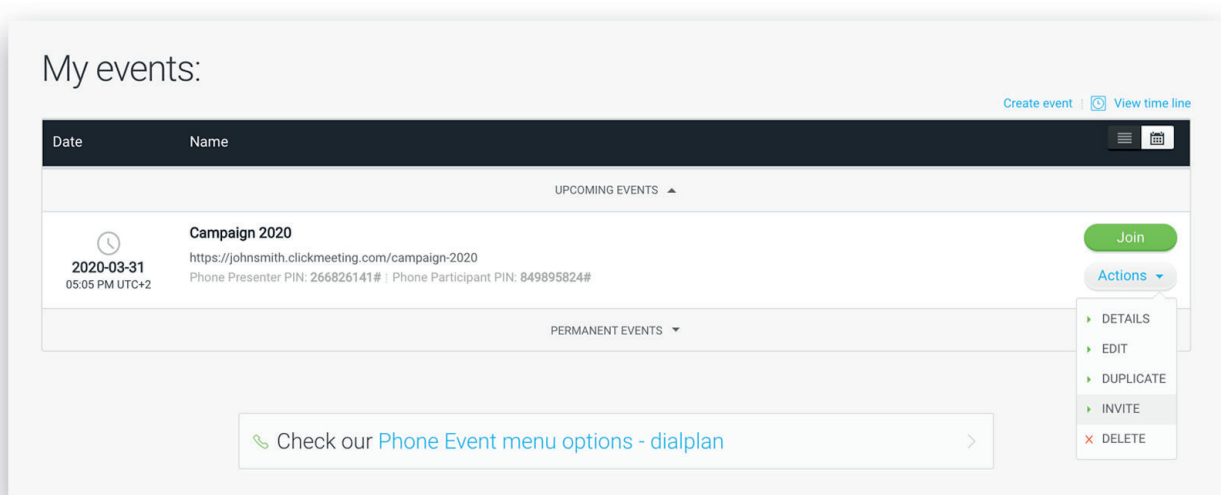 My events:
Create event | View time line
Date Name
UPCOMING EVENTS
Campaign 2020
Join
https://johnsmith.clickmeeting.com/campaign-2020
2020-03-31
Phone Presenter PIN: 266826141# | Phone Participant PIN: 849895824#
Actions
05:05 PM UTC+2
DETAILS
PERMANENT EVENTS
EDIT
DUPLICATE
INVITE
DELETE
Check our Phone Event menu options - dialplan